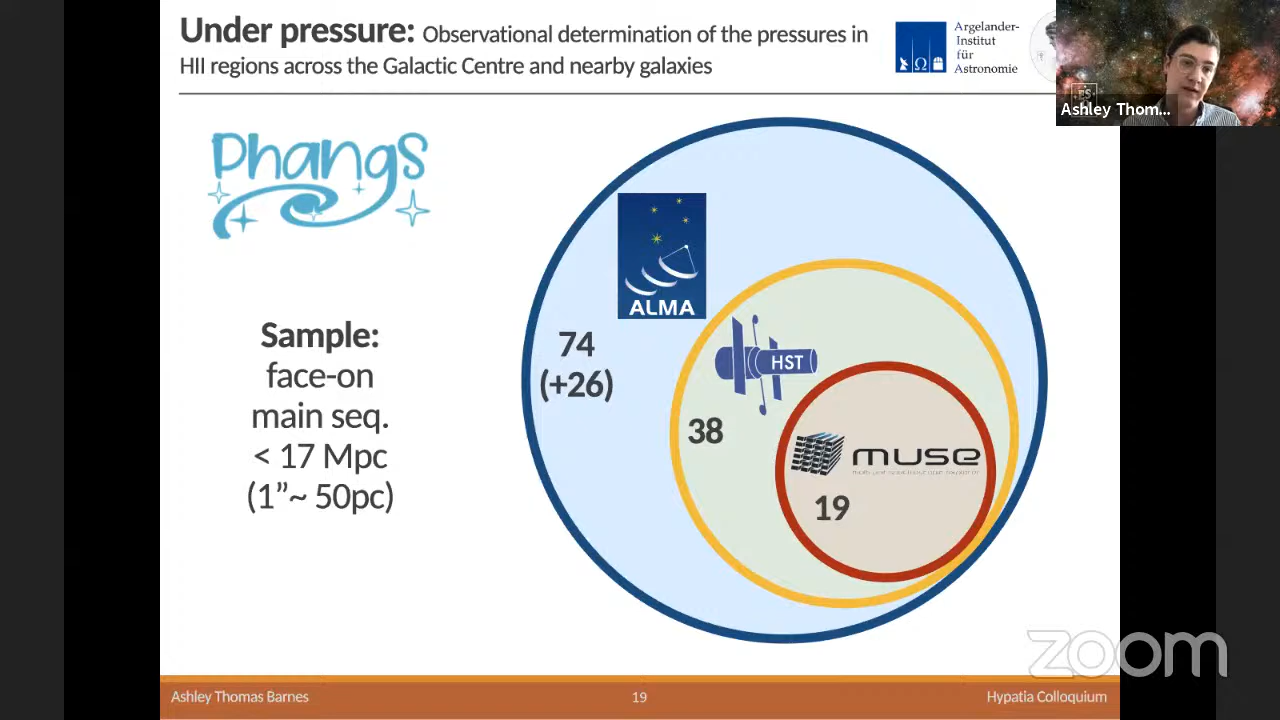 Under pressure: Observational determination of the pressures in
HII regions across the Galactic Centre and nearby galaxies
Argelander-
Institut
für
Astronomie
Ashley Thom...
Phangs
ALMA
74
(+26)
HST
38
muse
19
Sample:
face-on
main seq.
< 17 Mpc
(1”~ 50pc)
zoom
Ashley Thomas Barnes
19
Hypatia Colloquium